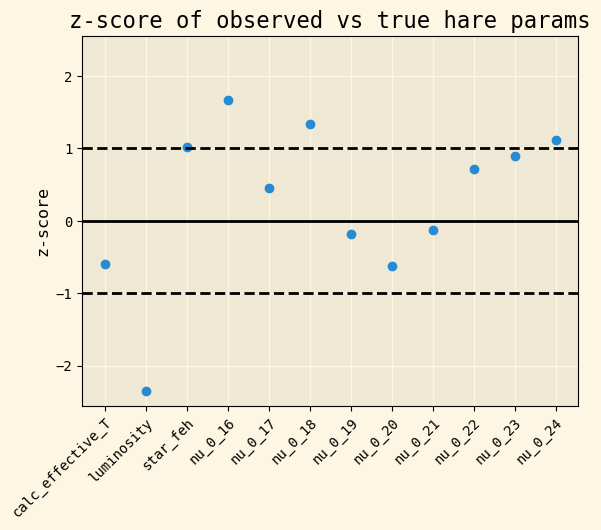 z-score of observed vs true hare params
z-score
2
1
0
−1
−2
calc_effective_T
luminosity
star_feh
nu_0_16
nu_0_17
nu_0_18
nu_0_19
nu_0_20
nu_0_21
nu_0_22
nu_0_23
nu_0_24